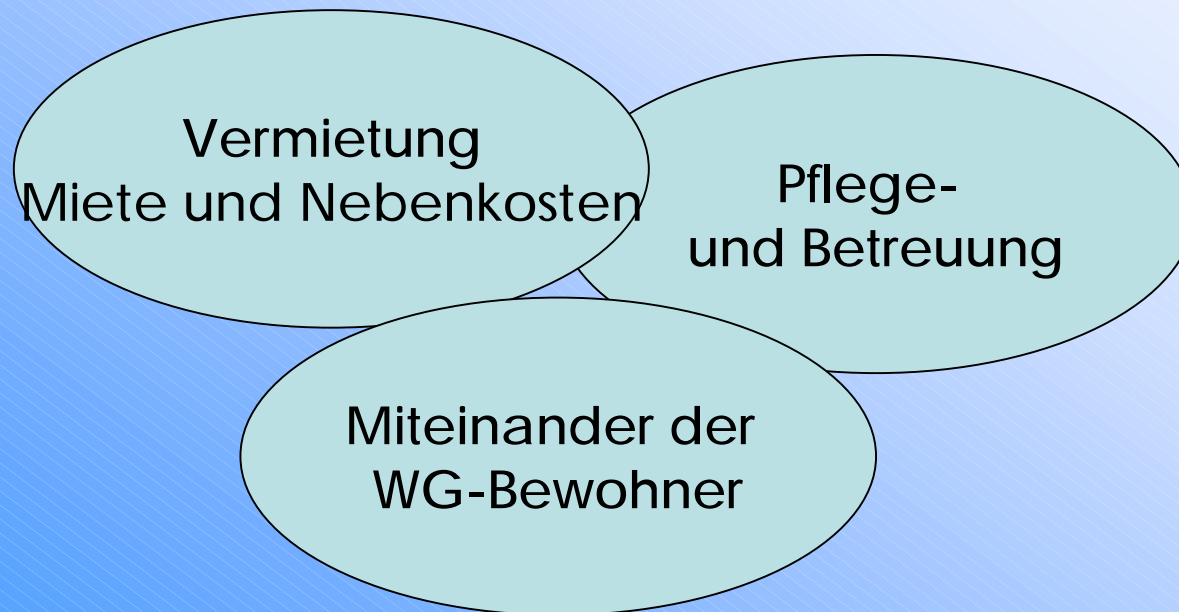 Vermietung
Miete und Nebenkosten
Pflege-
und Betreuung
Miteinander der
WG-Bewohner